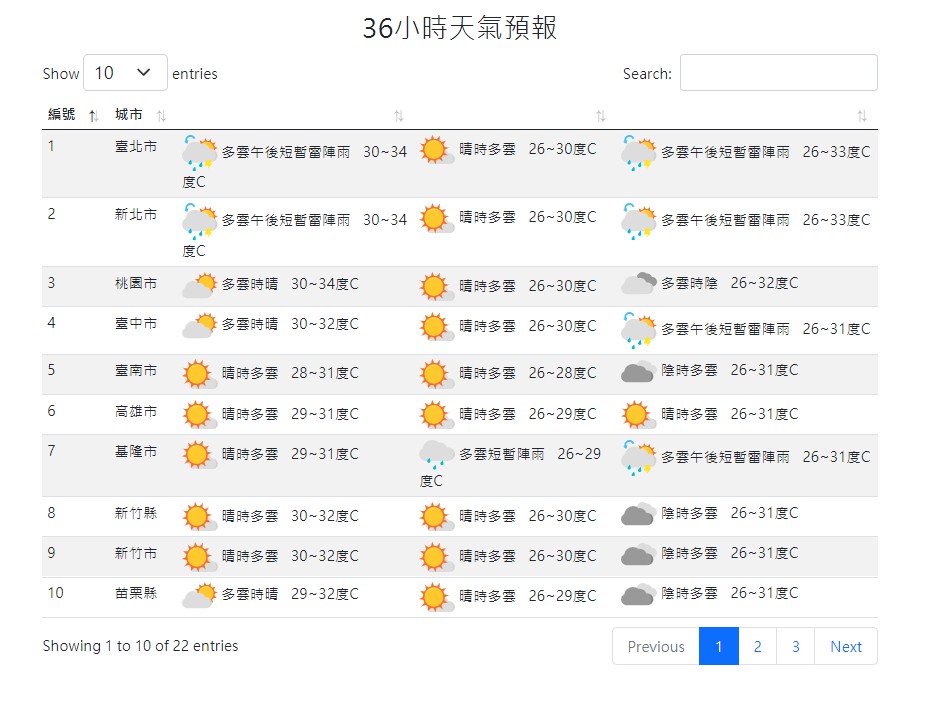 36小時天氣預報
Show 10 entries Search:
編號 城市
1 臺北市 多雲午後短暫雷陣雨 30~34 晴時多雲 26~30度C 多雲午後短暫雷陣雨 26~33度C
度C
2 新北市 多雲午後短暫雷陣雨 30~34 晴時多雲 26~30度C 多雲午後短暫雷陣雨 26~33度C
度C
3 桃園市 多雲時晴 30~34度C 晴時多雲 26~30度C 多雲時陰 26~32度C
4 臺中市 多雲時晴 30~32度C 晴時多雲 26~30度C 多雲午後短暫雷陣雨 26~31度C
5 臺南市 晴時多雲 28~31度C 晴時多雲 26~28度C 陰時多雲 26~31度C
6 高雄市 晴時多雲 29~31度C 晴時多雲 26~29度C 晴時多雲 26~31度C
7 基隆市 晴時多雲 29~31度C 多雲短暫陣雨 26~29 多雲午後短暫雷陣雨 26~31度C
度C
8 新竹縣 晴時多雲 30~32度C 晴時多雲 26~30度C 陰時多雲 26~31度C
9 新竹市 晴時多雲 30~32度C 晴時多雲 26~30度C 陰時多雲 26~31度C
10 苗栗縣 多雲時晴 29~32度C 晴時多雲 26~29度C 陰時多雲 26~31度C
Showing 1 to 10 of 22 entries Previous 1 2 3 Next